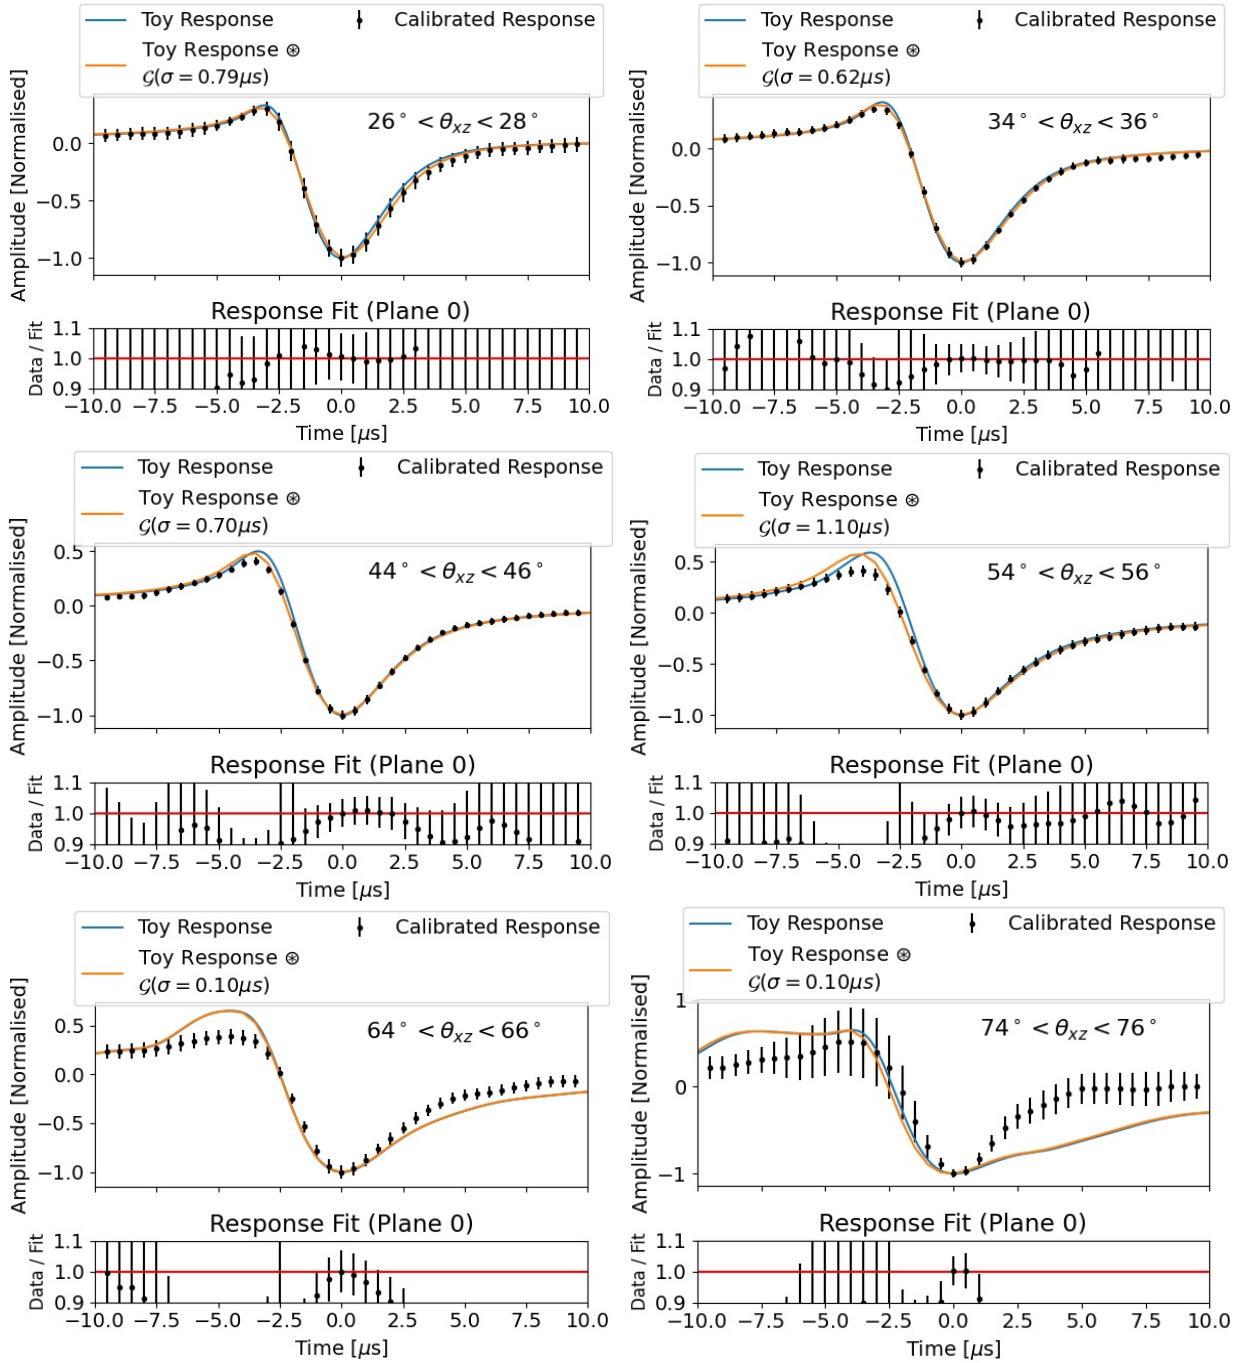 Toy Response
Calibrated Response
Toy Response ⊛
𝒢(σ = 0.79μs)
26° < θxz < 28°
Amplitude [Normalised]
0.0
−0.5
−1.0
Response Fit (Plane 0)
Data / Fit
1.1
1.0
0.9
−10.0 −7.5 −5.0 −2.5 0.0 2.5 5.0 7.5 10.0
Time [μs]
Toy Response
Calibrated Response
Toy Response ⊛
𝒢(σ = 0.62μs)
34° < θxz < 36°
Amplitude [Normalised]
0.0
−0.5
−1.0
Response Fit (Plane 0)
Data / Fit
1.1
1.0
0.9
−10.0 −7.5 −5.0 −2.5 0.0 2.5 5.0 7.5 10.0
Time [μs]
Toy Response
Calibrated Response
Toy Response ⊛
𝒢(σ = 0.70μs)
44° < θxz < 46°
Amplitude [Normalised]
0.5
0.0
−0.5
−1.0
Response Fit (Plane 0)
Data / Fit
1.1
1.0
0.9
−10.0 −7.5 −5.0 −2.5 0.0 2.5 5.0 7.5 10.0
Time [μs]
Toy Response
Calibrated Response
Toy Response ⊛
𝒢(σ = 1.10μs)
54° < θxz < 56°
Amplitude [Normalised]
0.5
0.0
−0.5
−1.0
Response Fit (Plane 0)
Data / Fit
1.1
1.0
0.9
−10.0 −7.5 −5.0 −2.5 0.0 2.5 5.0 7.5 10.0
Time [μs]
Toy Response
Calibrated Response
Toy Response ⊛
𝒢(σ = 0.10μs)
64° < θxz < 66°
Amplitude [Normalised]
0.5
0.0
−0.5
−1.0
Response Fit (Plane 0)
Data / Fit
1.1
1.0
0.9
−10.0 −7.5 −5.0 −2.5 0.0 2.5 5.0 7.5 10.0
Time [μs]
Toy Response
Calibrated Response
Toy Response ⊛
𝒢(σ = 0.10μs)
74° < θxz < 76°
Amplitude [Normalised]
1
0
−1
Response Fit (Plane 0)
Data / Fit
1.1
1.0
0.9
−10.0 −7.5 −5.0 −2.5 0.0 2.5 5.0 7.5 10.0
Time [μs]